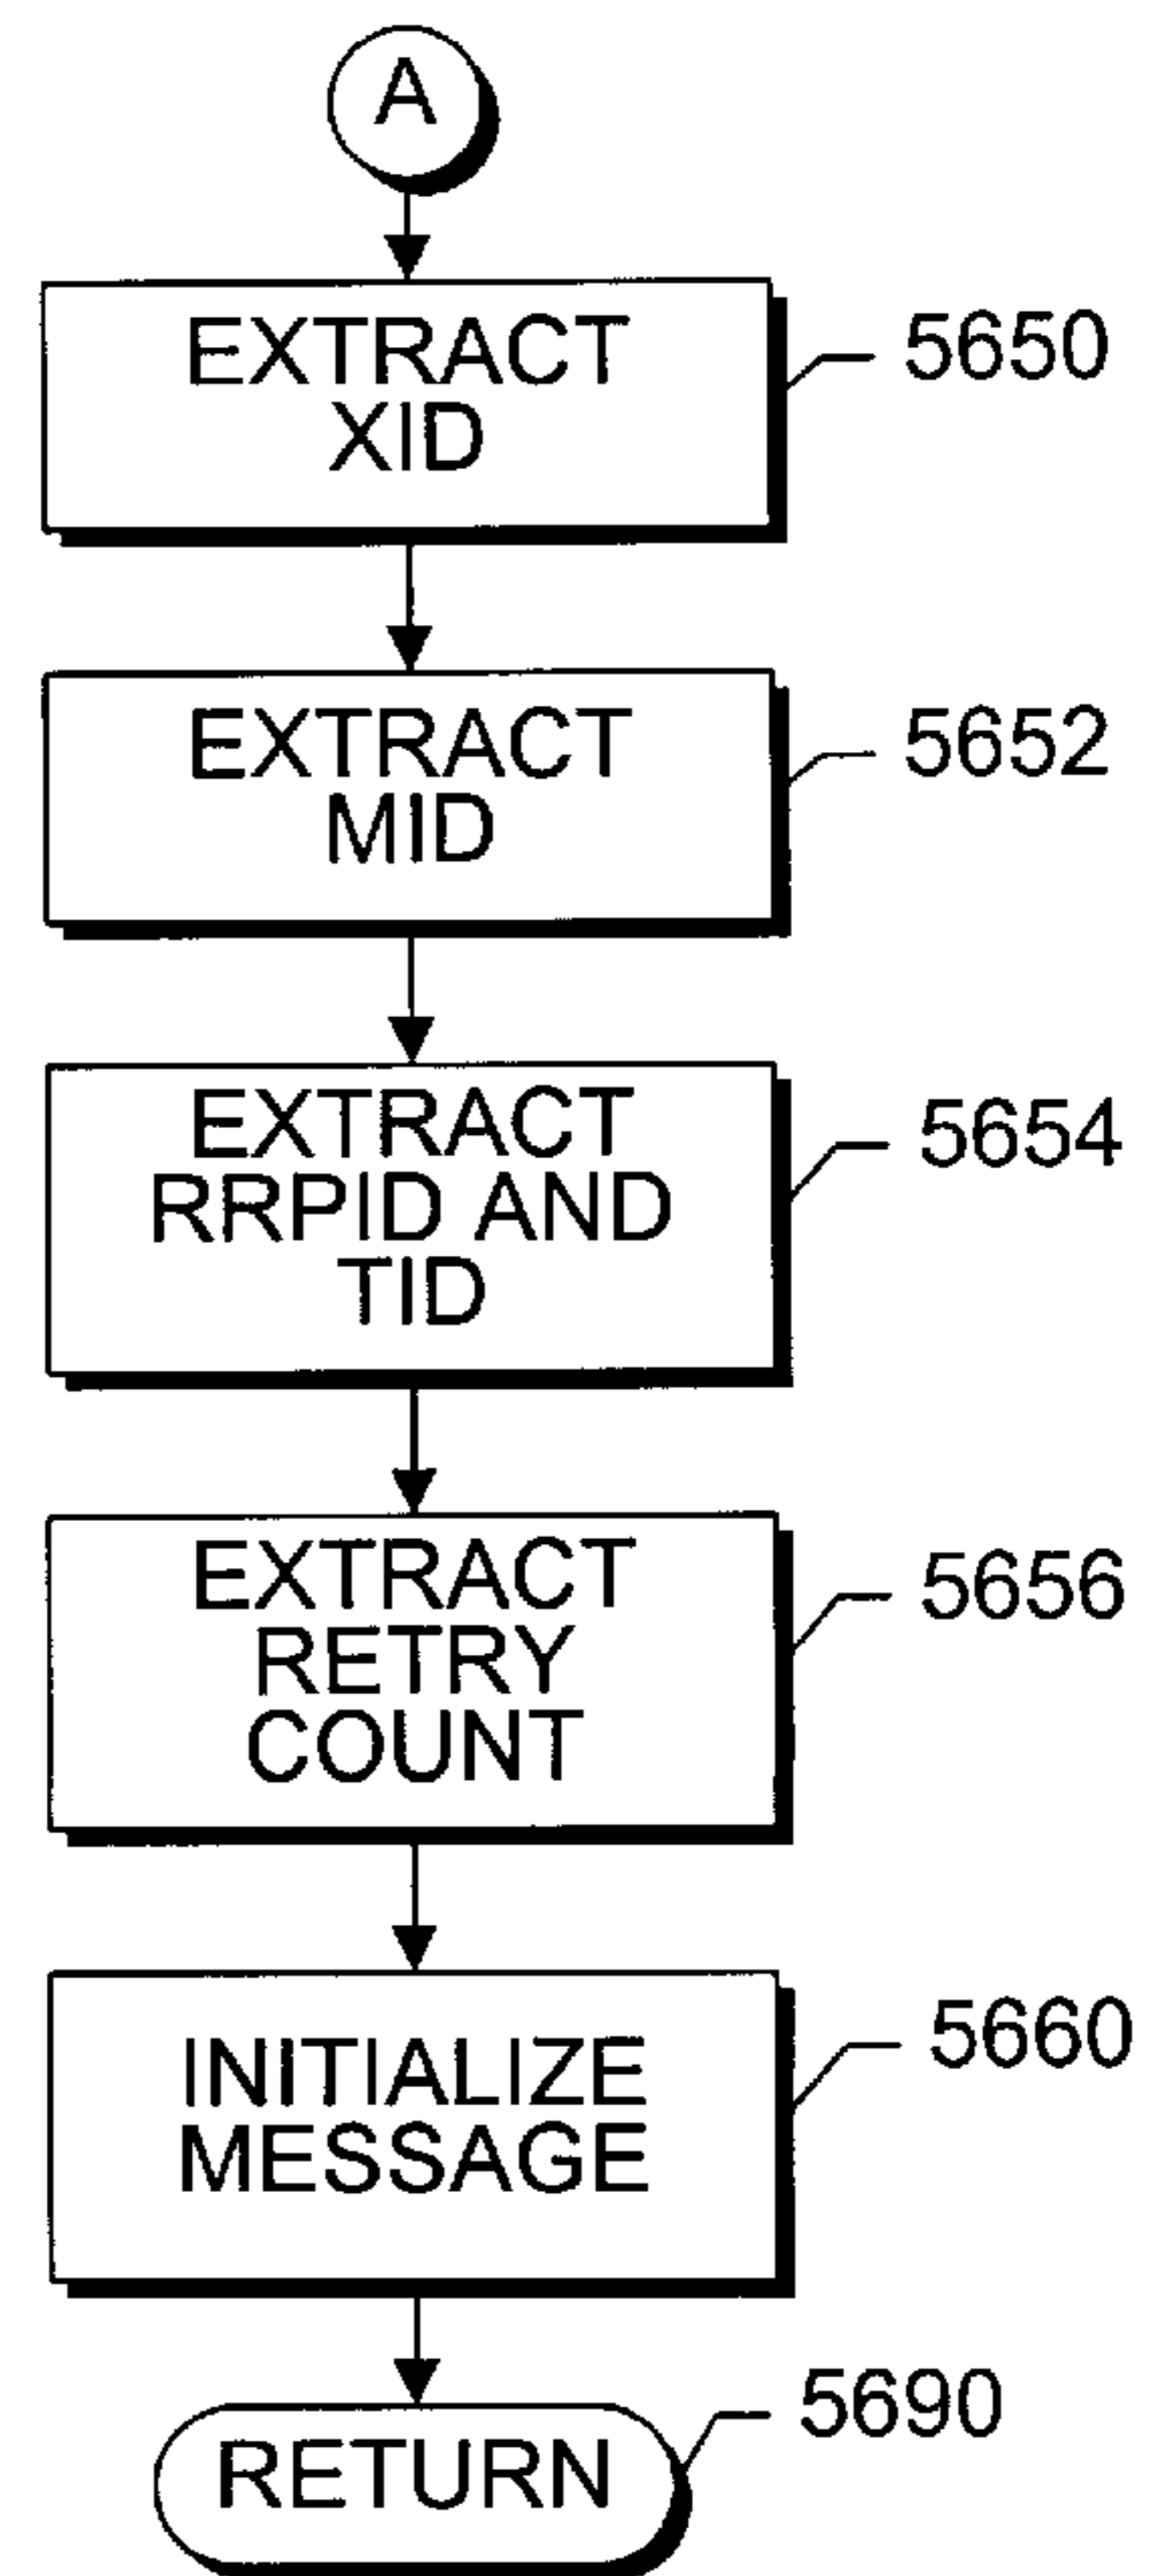 A
EXTRACT
XID
5650
EXTRACT
MID
5652
EXTRACT
RRPID AND
TID
5654
EXTRACT
RETRY
COUNT
5656
INITIALIZE
MESSAGE
5660
RETURN
5690